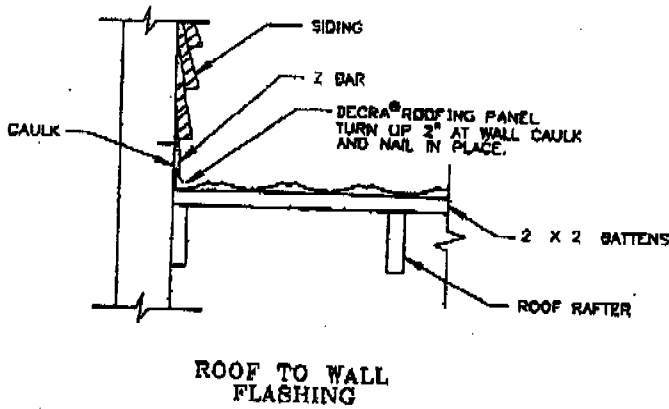 SIDING
Z BAR
DECRA® ROOFING PANEL
TURN UP 2" AT WALL CAULK
AND NAIL IN PLACE.
CAULK
2 X 2 BATTENS
ROOF RAFTER
ROOF TO WALL
FLASHING